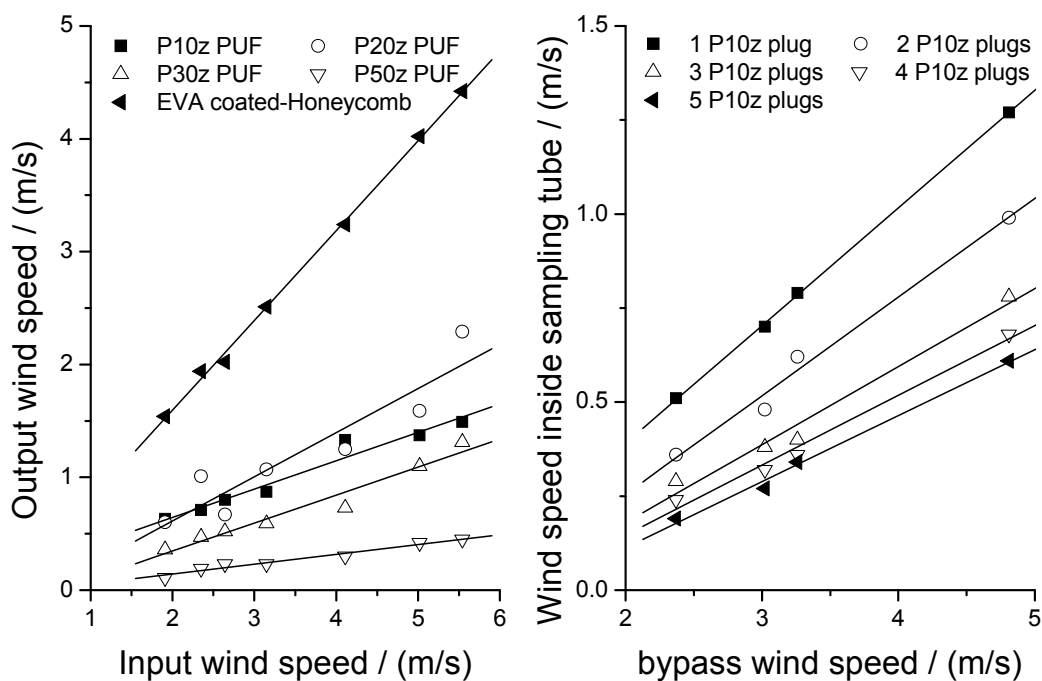 P10z PUF P20z PUF
P30z PUF P50z PUF
EVA coated-Honeycomb
5
4
3
2
1
0
1 2 3 4 5 6
Output wind speed / (m/s)
Input wind speed / (m/s)
1 P10z plug 2 P10z plugs
3 P10z plugs 4 P10z plugs
5 P10z plugs
1.5
1.0
0.5
0.0
2 3 4 5
Wind speed inside sampling tube / (m/s)
bypass wind speed / (m/s)